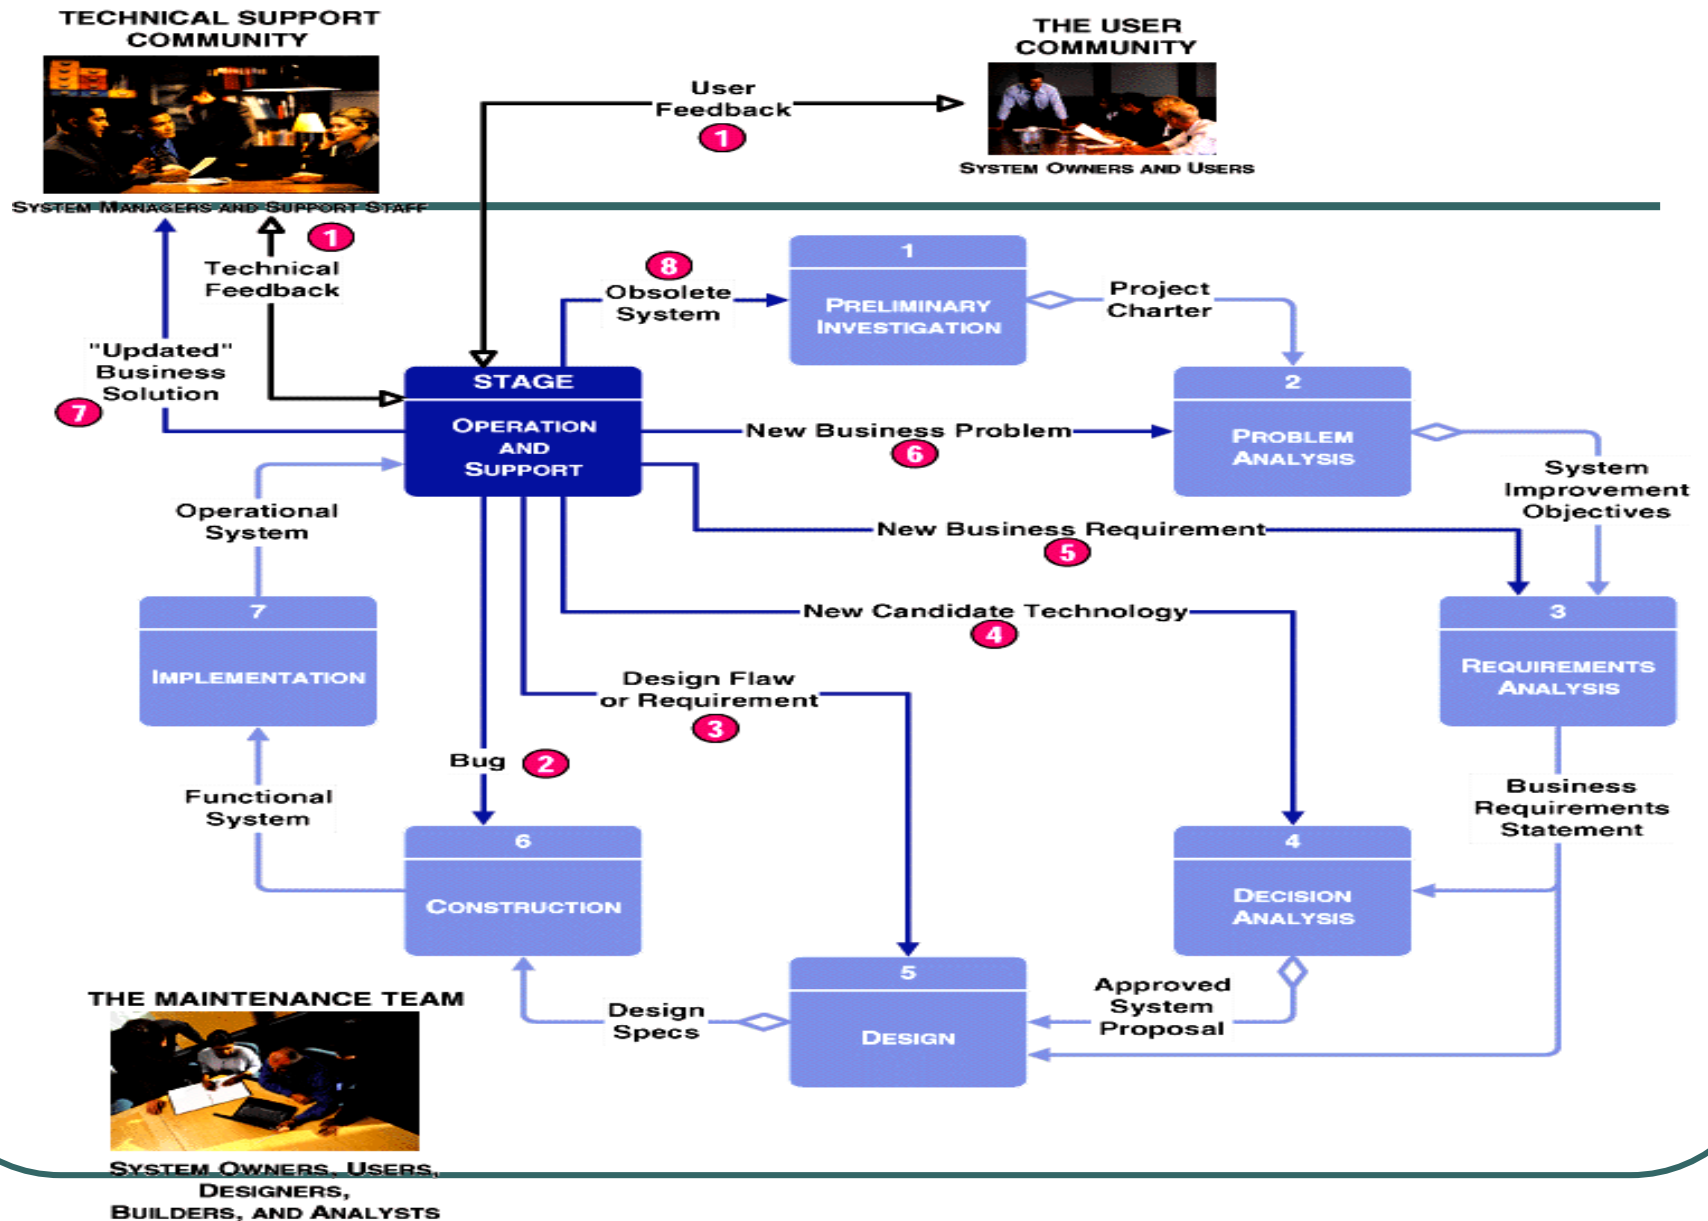 TECHNICAL SUPPORT
COMMUNITY
SYSTEM MANAGERS AND SUPPORT STAFF
THE USER
COMMUNITY
SYSTEM OWNERS AND USERS
User
Feedback
1
1
Technical
Feedback
"Updated"
Business
Solution
7
8
Obsolete
System
1
PRELIMINARY
INVESTIGATION
Project
Charter
STAGE
OPERATION
AND
SUPPORT
New Business Problem
6
2
PROBLEM
ANALYSIS
System
Improvement
Objectives
Operational
System
New Business Requirement
5
New Candidate Technology
4
7
IMPLEMENTATION
3
REQUIREMENTS
ANALYSIS
Design Flaw
or Requirement
3
Bug
2
Functional
System
Business
Requirements
Statement
6
CONSTRUCTION
4
DECISION
ANALYSIS
5
DESIGN
Design
Specs
Approved
System
Proposal
THE MAINTENANCE TEAM
SYSTEM OWNERS, USERS,
DESIGNERS,
BUILDERS, AND ANALYSTS